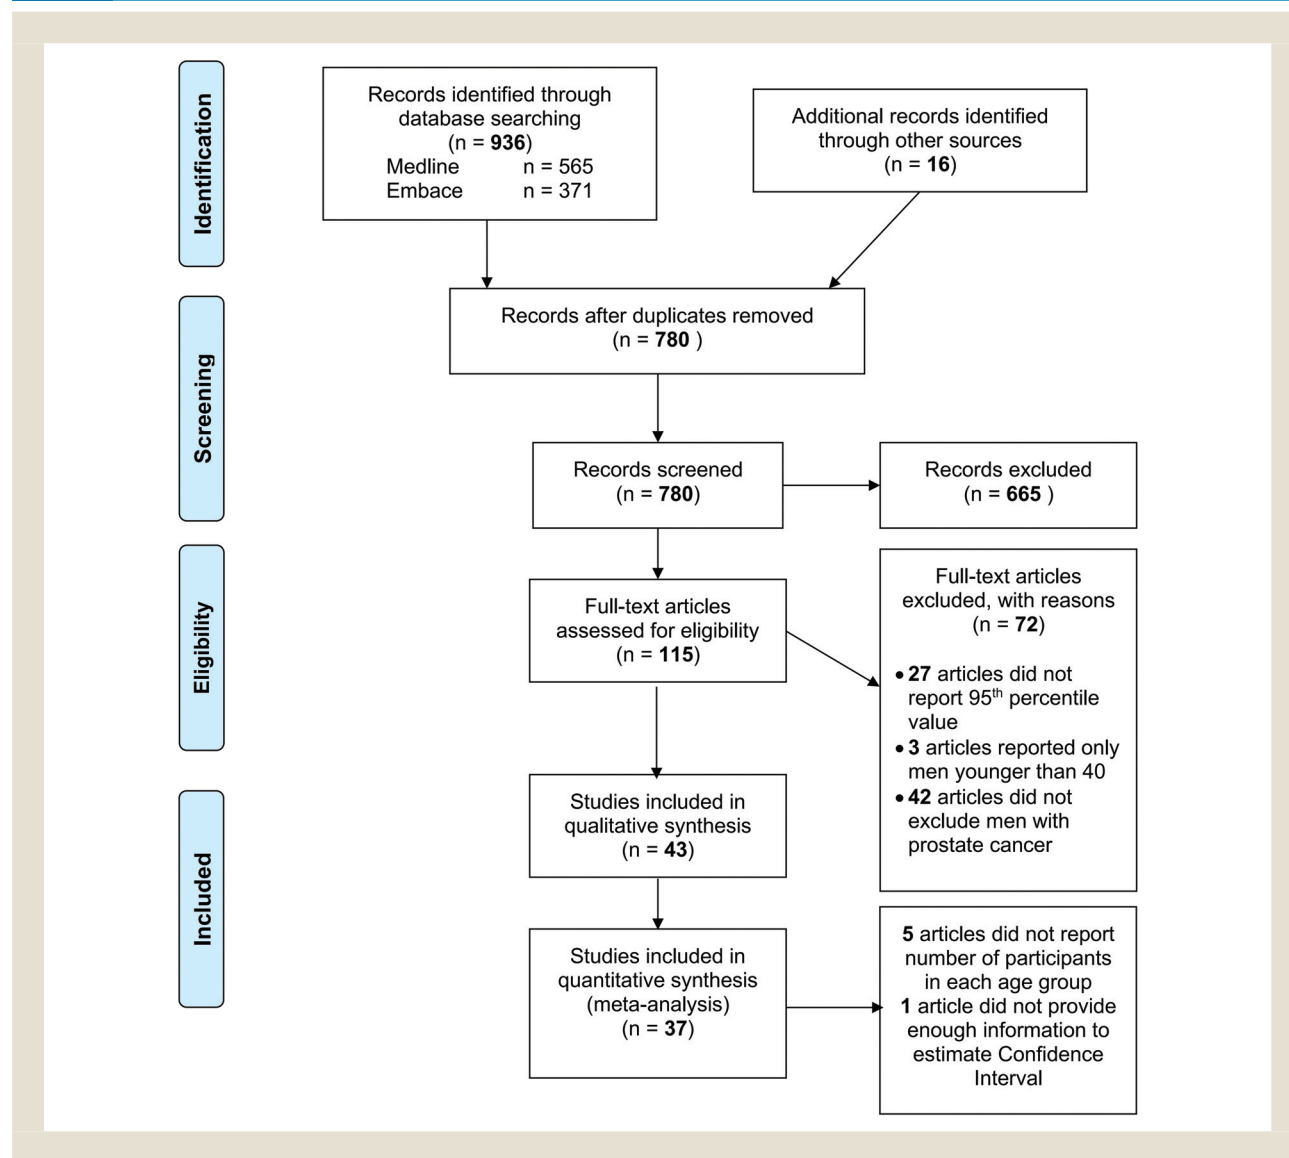 Identification
Records identified through
database searching
(n = 936)
Medline n = 565
Embace n = 371
Additional records identified
through other sources
(n = 16)
Screening
Records after duplicates removed
(n = 780 )
Records screened
(n = 780)
Records excluded
(n = 665 )
Eligibility
Full-text articles
assessed for eligibility
(n = 115)
Full-text articles
excluded, with reasons
(n = 72)
• 27 articles did not
report 95th percentile
value
• 3 articles reported only
men younger than 40
• 42 articles did not
exclude men with
prostate cancer
Included
Studies included in
qualitative synthesis
(n = 43)
Studies included in
quantitative synthesis
(meta-analysis)
(n = 37)
5 articles did not report
number of participants
in each age group
1 article did not provide
enough information to
estimate Confidence
Interval